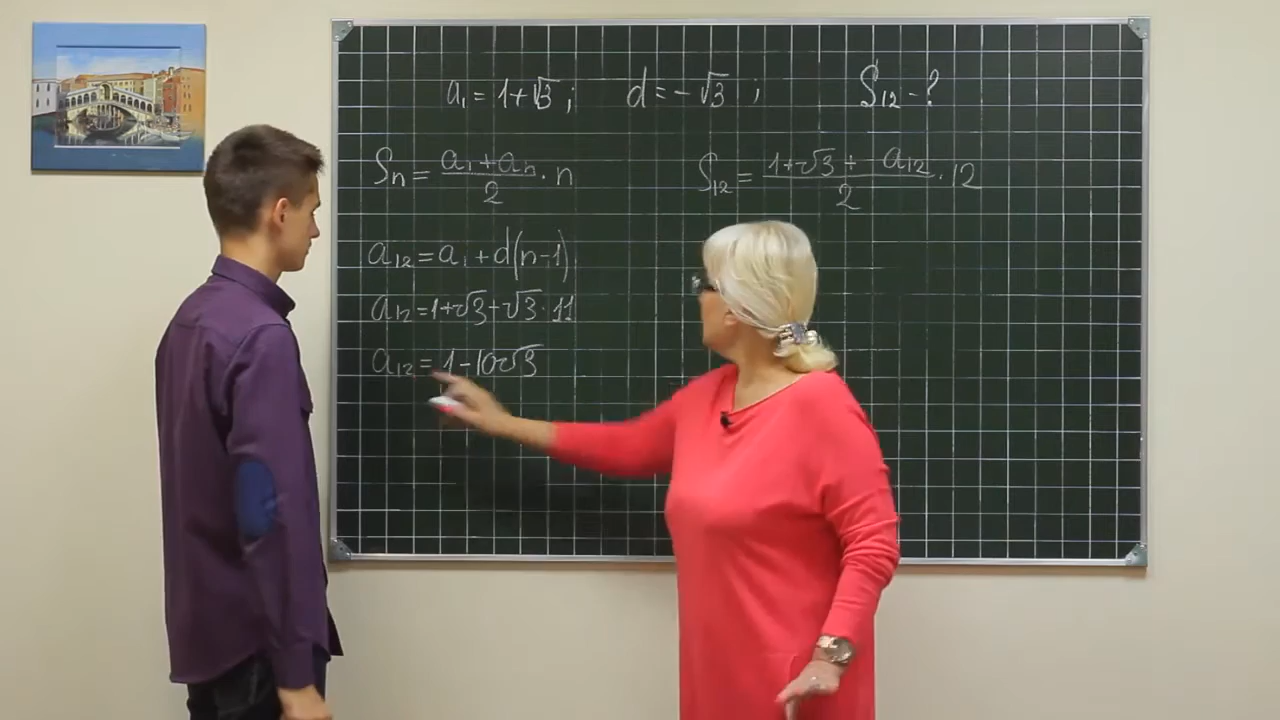 a₁ = 1+√3 ; d = -√3 ; S₁₂ - ?
Sₙ = (a₁ + aₙ)/2 · n
S₁₂ = (1+√3 + a₁₂)/2 · 12
a₁₂ = a₁ + d(n-1)
a₁₂ = 1+√3 - √3 · 11
a₁₂ = 1 - 10√3